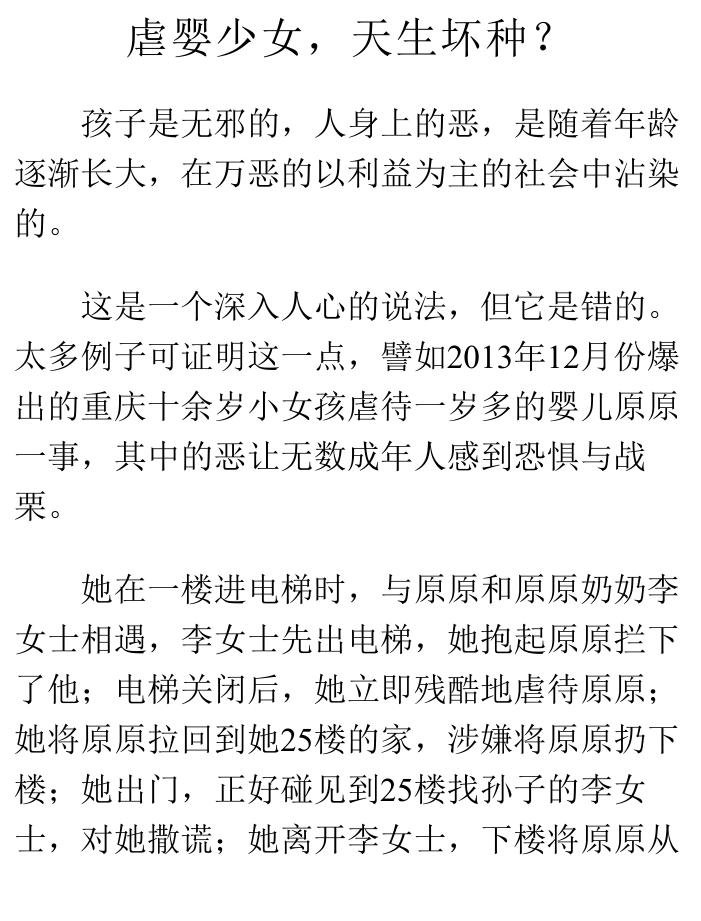 虐婴少女，天生坏种？
孩子是无邪的，人身上的恶，是随着年龄
逐渐长大，在万恶的以利益为主的社会中沾染
的。
这是一个深入人心的说法，但它是错的。
太多例子可证明这一点，譬如2013年12月份爆
出的重庆十余岁小女孩虐待一岁多的婴儿原原
一事，其中的恶让无数成年人感到恐惧与战
栗。
她在一楼进电梯时，与原原和原原奶奶李
女士相遇，李女士先出电梯，她抱起原原拦下
了他；电梯关闭后，她立即残酷地虐待原原；
她将原原拉回到她25楼的家，涉嫌将原原扔下
楼；她出门，正好碰见到25楼找孙子的李女
士，对她撒谎；她离开李女士，下楼将原原从